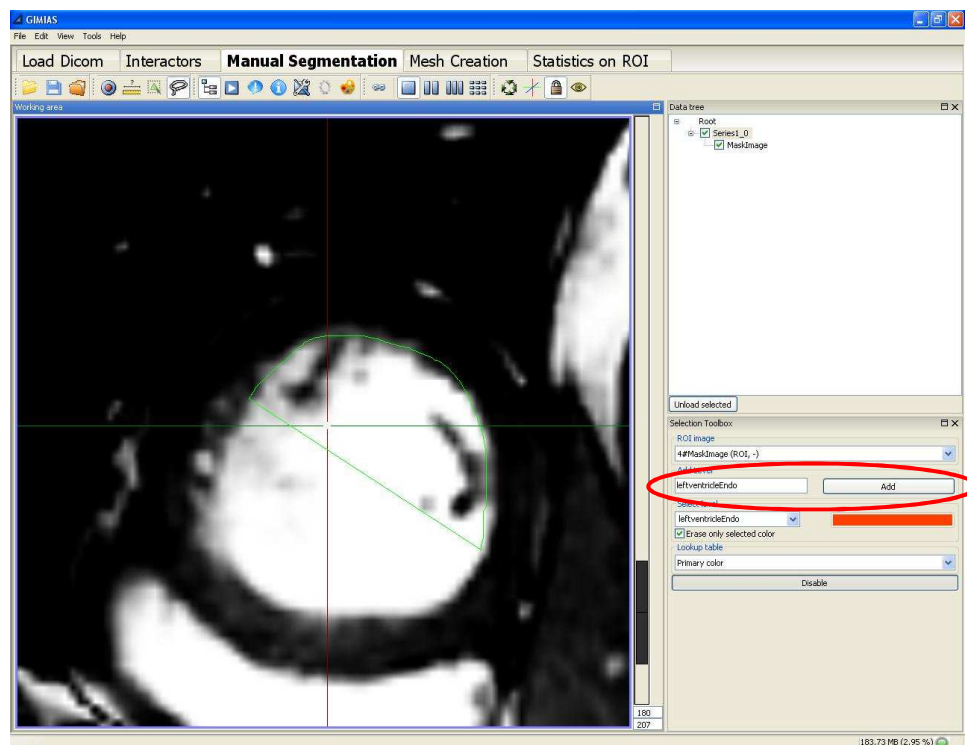 GIMIAS
File Edit View Tools Help
Load Dicom Interactors Manual Segmentation Mesh Creation Statistics on ROI
Working area
Data tree
Root
Series1_0
MaskImage
Unload selected
Selection Toolbox
ROI image
4#MaskImage (ROI, -)
leftventricleEndo Add
leftventricleEndo
Erase only selected color
Lookup table
Primary color
Disable
180
207
183.73 MB (2.95 %)